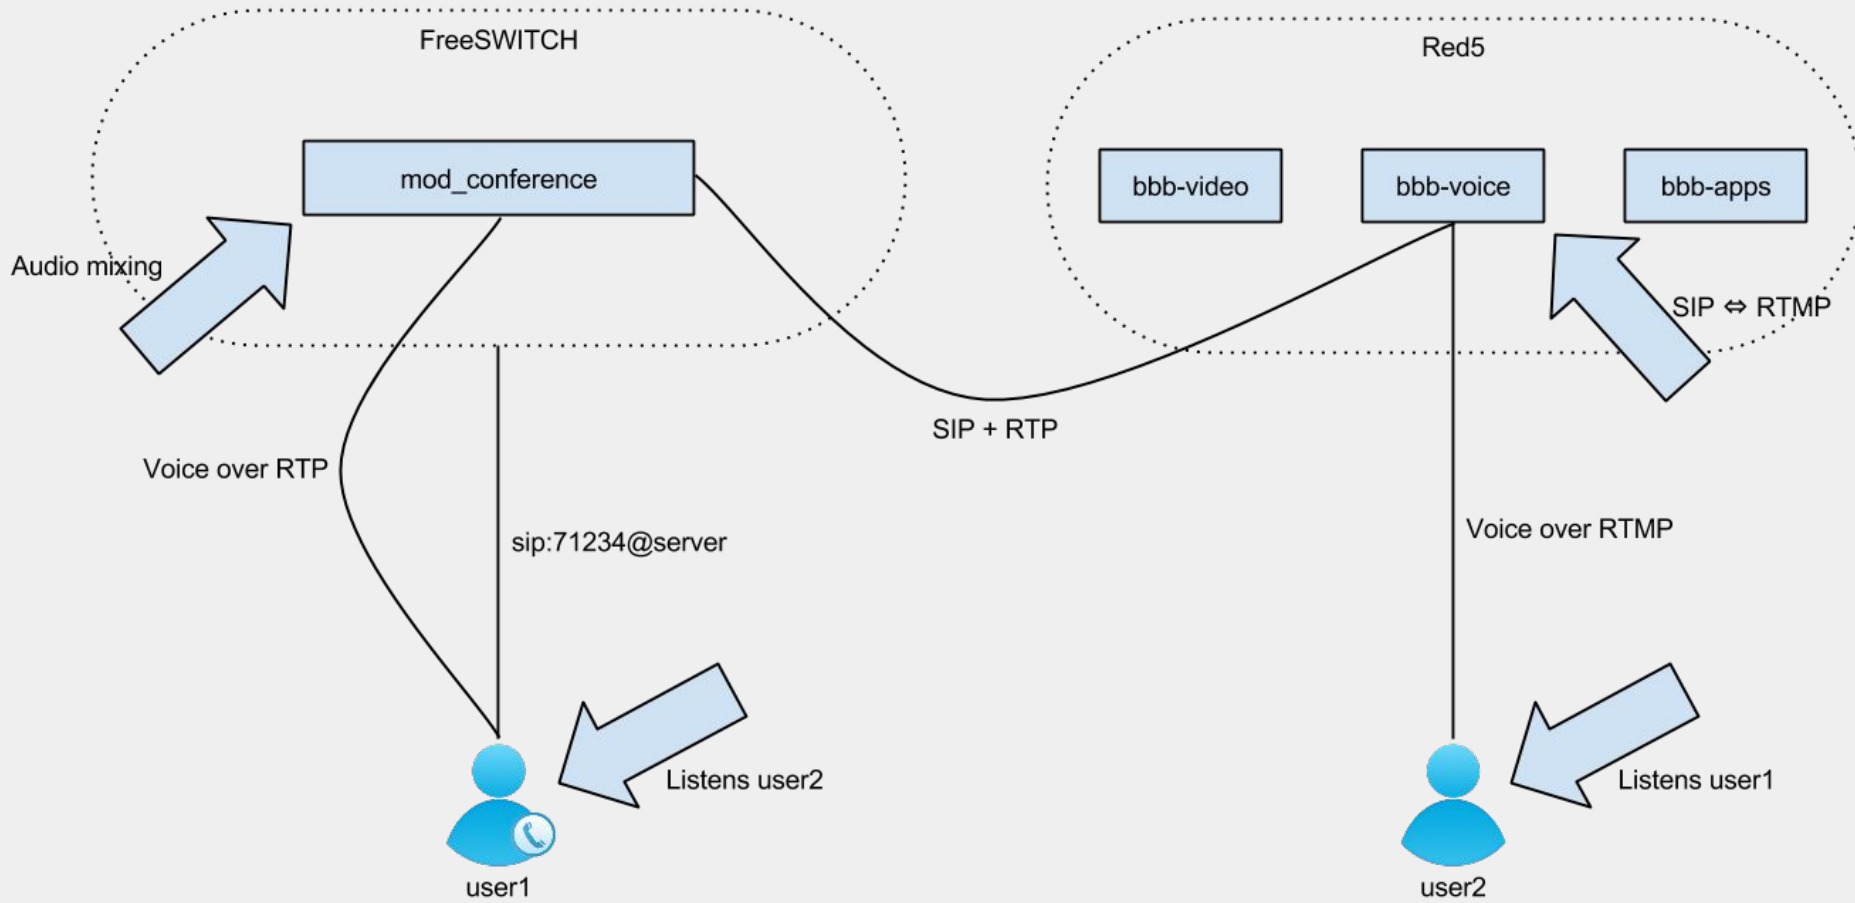 FreeSWITCH
Red5
mod_conference
bbb-video
bbb-voice
bbb-apps
Audio mixing
SIP ⇔ RTMP
SIP + RTP
Voice over RTP
sip:71234@server
Voice over RTMP
Listens user2
Listens user1
user1
user2